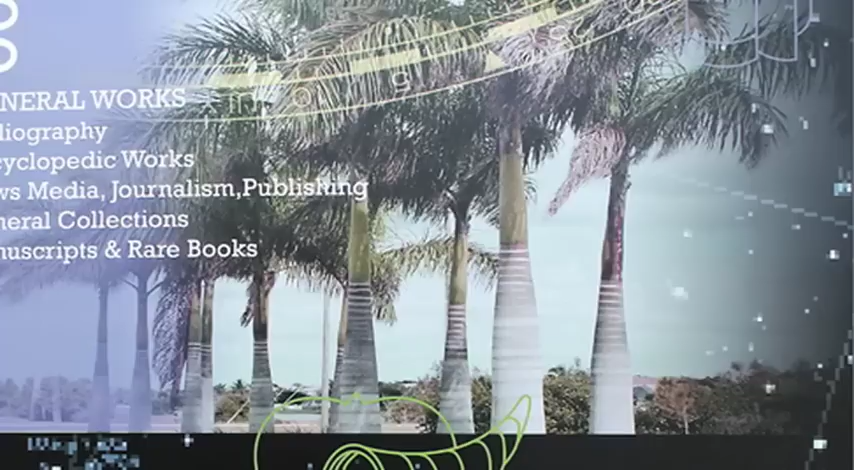 NERAL WORKS
liography
cyclopedic Works
ws Media, Journalism,Publishing
neral Collections
nuscripts & Rare Books